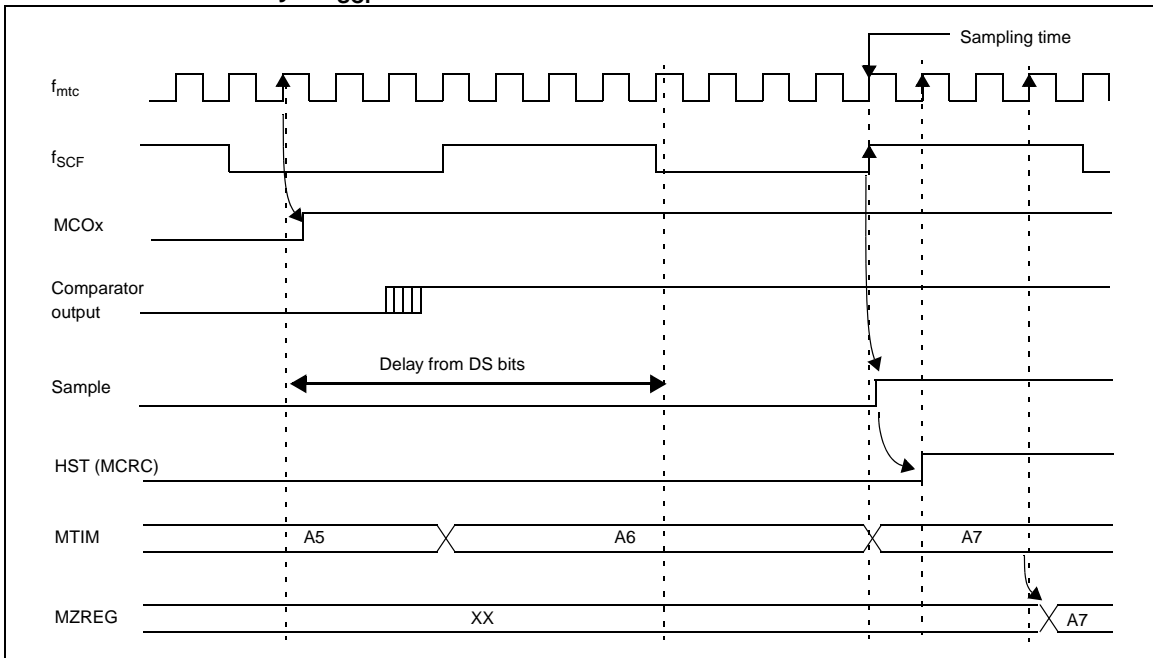 Sampling time
fmtc
fSCF
MCOx
Comparator
output
Delay from DS bits
Sample
HST (MCRC)
MTIM
A5
A6
A7
MZREG
XX
A7